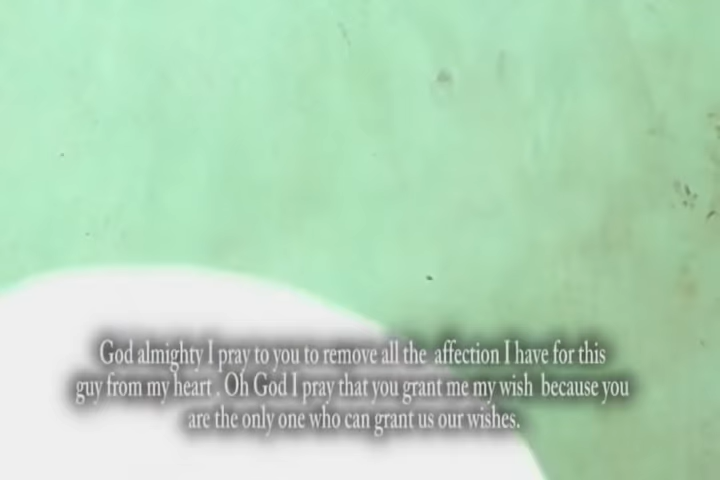 God almighty I pray to you to remove all the affection I have for this
guy from my heart . Oh God I pray that you grant me my wish because you
are the only one who can grant us our wishes.